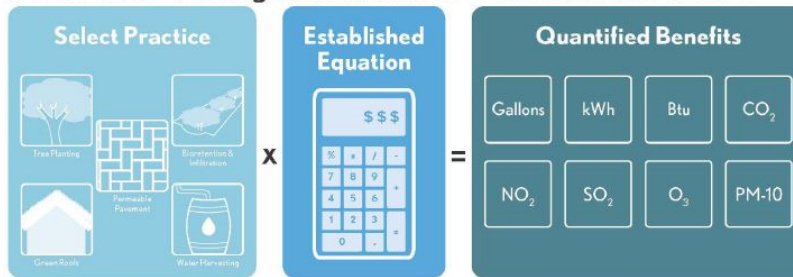 Select Practice
Tree Planting
Bioretention &
Infiltration
Permeable
Pavement
Green Roofs
Water Harvesting
x
Established
Equation
$$$
% ± / -
7 8 9 +
4 5 6
1 2 3 =
0 .
=
Quantified Benefits
Gallons kWh Btu CO₂
NO₂ SO₂ O₃ PM-10